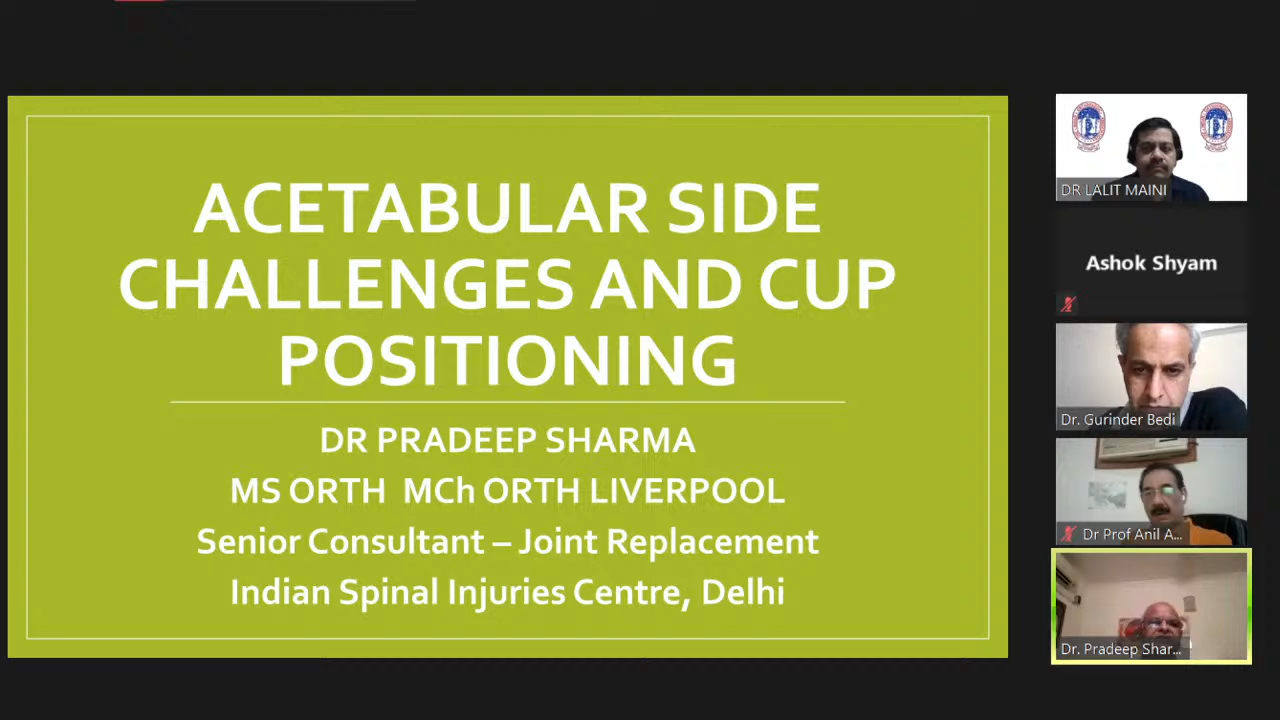 ACETABULAR SIDE
CHALLENGES AND CUP
POSITIONING
DR PRADEEP SHARMA
MS ORTH MCh ORTH LIVERPOOL
Senior Consultant – Joint Replacement
Indian Spinal Injuries Centre, Delhi
DR LALIT MAINI
Ashok Shyam
Dr. Gurinder Bedi
Dr Prof Anil A...
Dr. Pradeep Shar...